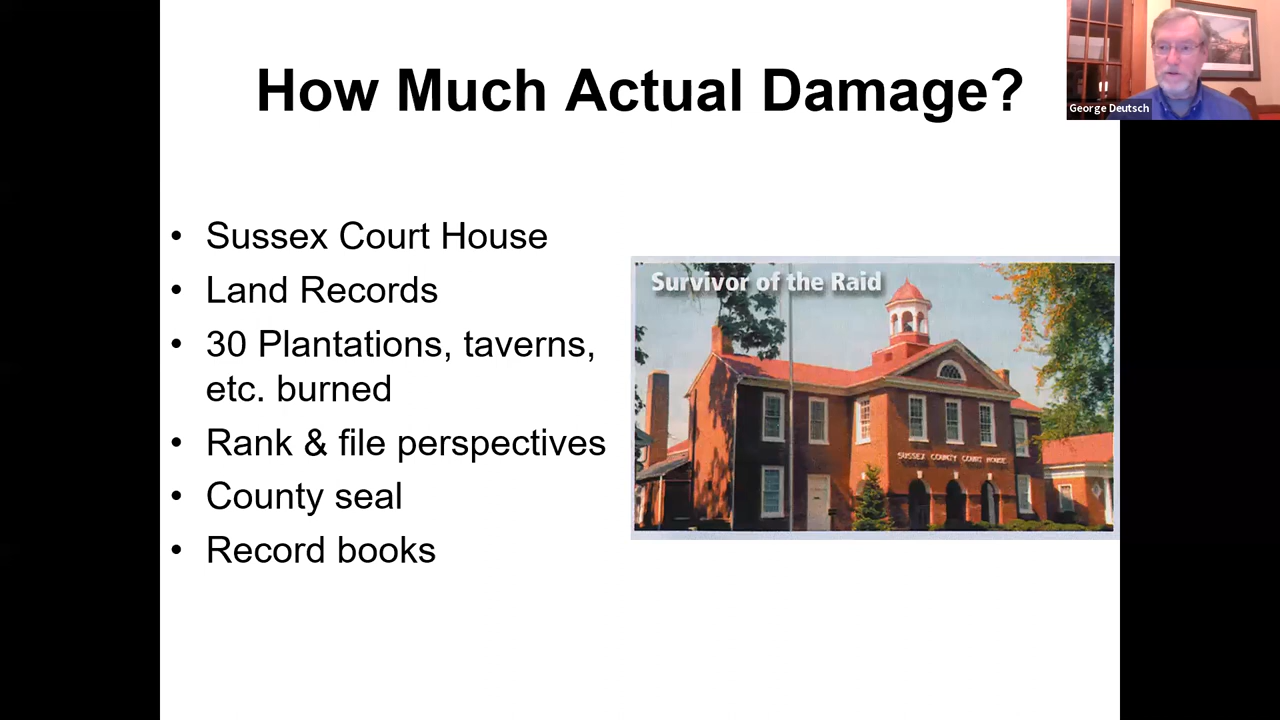 How Much Actual Damage?
George Deutsch
• Sussex Court House
• Land Records
• 30 Plantations, taverns,
etc. burned
• Rank & file perspectives
• County seal
• Record books
Survivor of the Raid
SUSSEX COUNTY COURT HOUSE